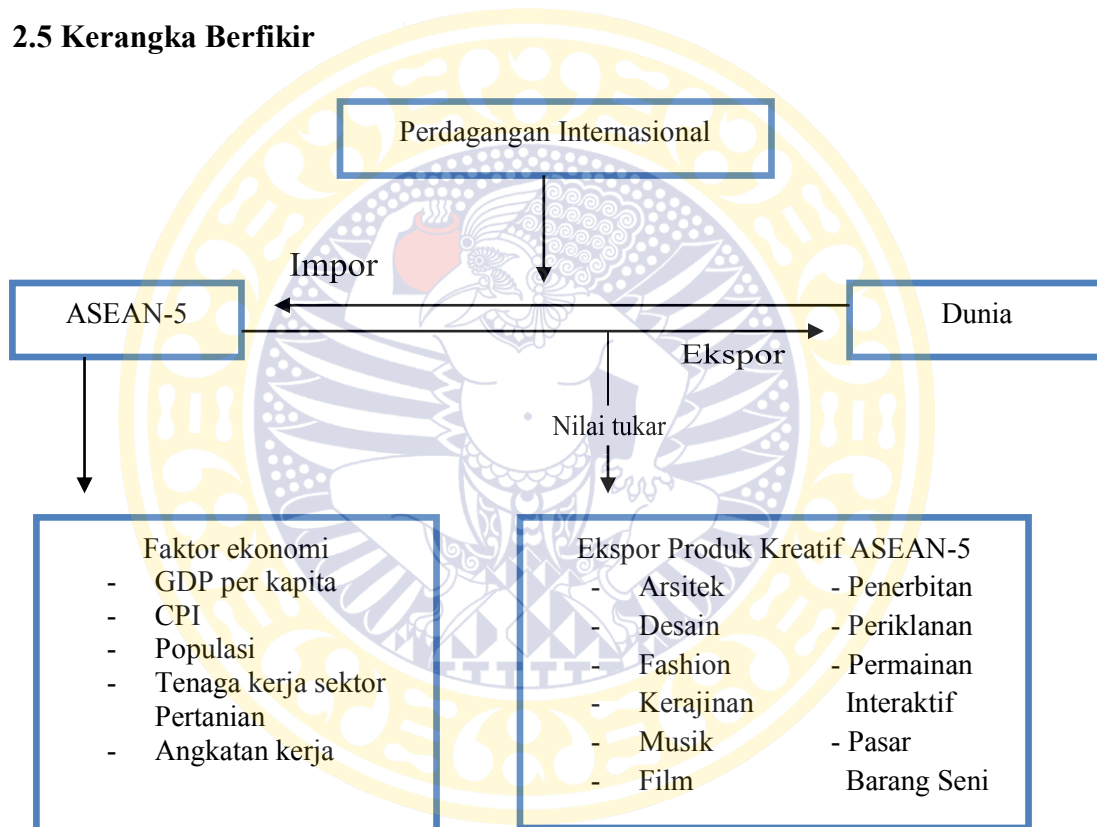 2.5 Kerangka Berfikir
Perdagangan Internasional
Impor
ASEAN-5
Dunia
Ekspor
Nilai tukar
Faktor ekonomi
- GDP per kapita
- CPI
- Populasi
- Tenaga kerja sektor
Pertanian
- Angkatan kerja
Ekspor Produk Kreatif ASEAN-5
- Arsitek - Penerbitan
- Desain - Periklanan
- Fashion - Permainan
- Kerajinan Interaktif
- Musik - Pasar
- Film Barang Seni